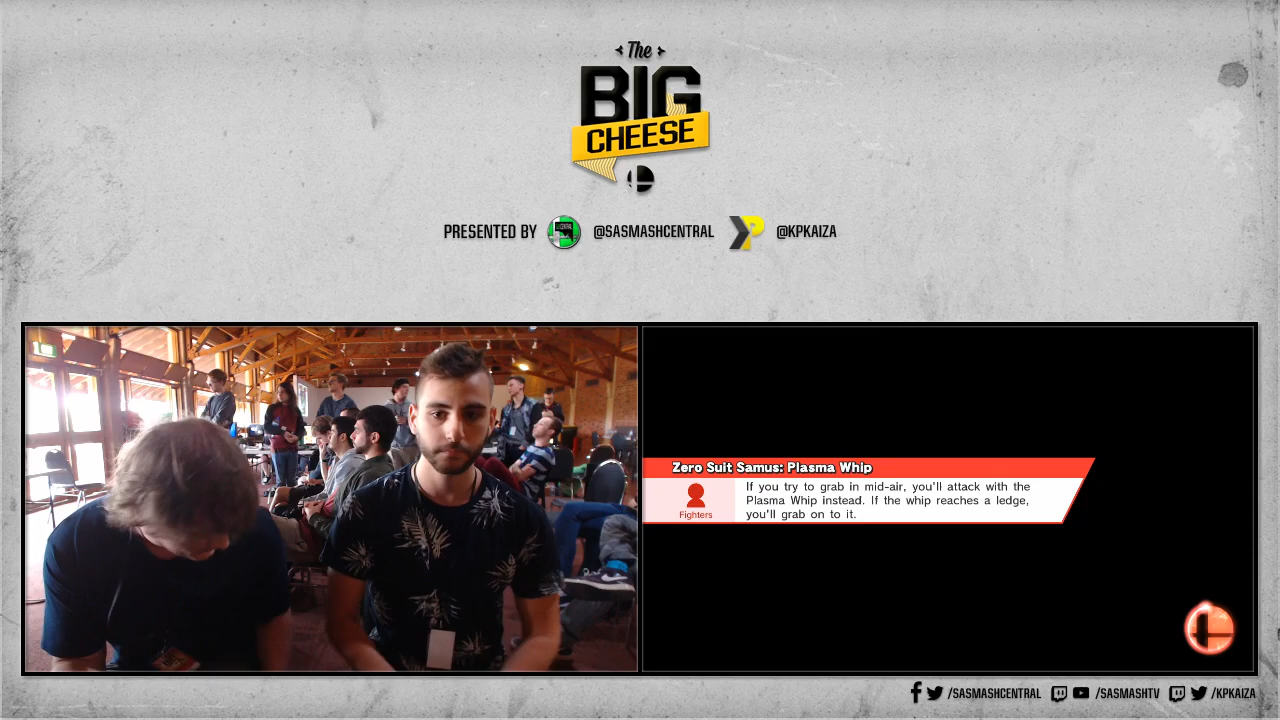 The
BIG
CHEESE
PRESENTED BY @SASMASHCENTRAL @KPKAIZA
Zero Suit Samus: Plasma Whip
If you try to grab in mid-air, you'll attack with the
Plasma Whip instead. If the whip reaches a ledge,
you'll grab on to it.
Fighters
/SASMASHCENTRAL /SASMASHTV /KPKAIZA